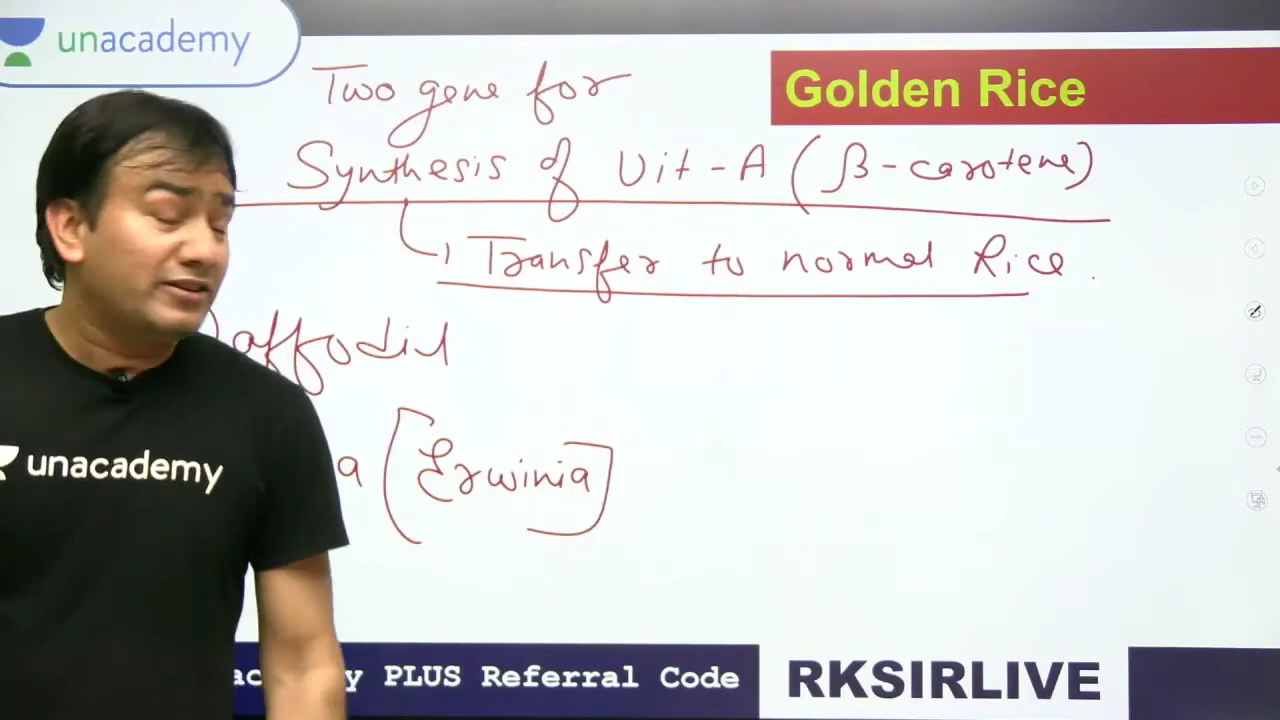 unacademy
Golden Rice
Two gene for
Synthesis of Vit-A (β-carotene)
Transfer to normal Rice.
affodil
a [Erwinia]
unacademy
y PLUS Referral Code
RKSIRLIVE